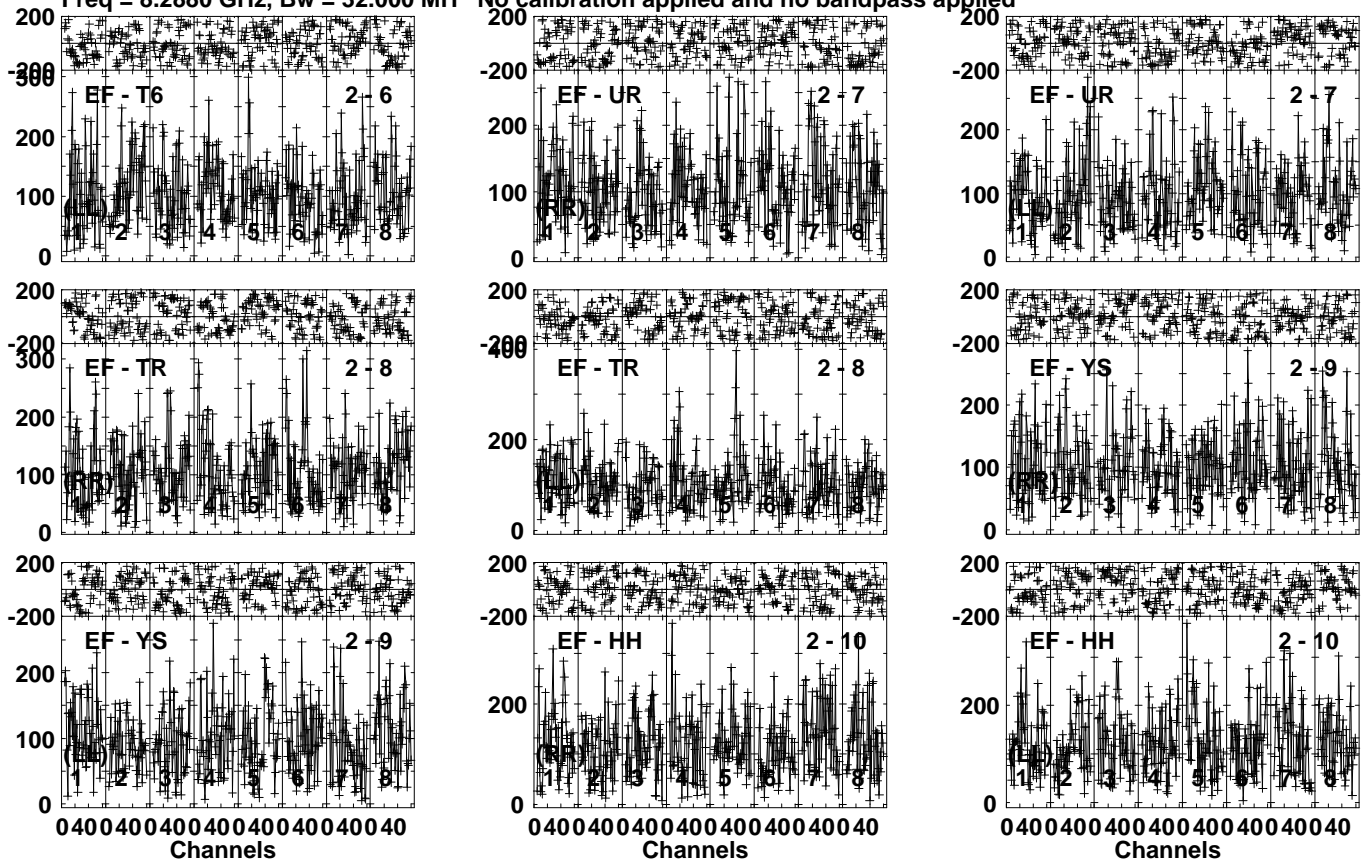 Freq = 8.2880 GHz, Bw = 32.000 MH No calibration applied and no bandpass applied
200 200 200
-200 -200 -200
300
EF - T6 2 - 6 EF - UR 2 - 7 EF - UR 2 - 7
200 200 200
100 100 100
(LL) (RR) (LL)
1 2 3 4 5 6 7 8 1 2 3 4 5 6 7 8 1 2 3 4 5 6 7 8
0 0 0
200 200 200
-200 -200 -200
300 400
EF - TR 2 - 8 EF - TR 2 - 8 EF - YS 2 - 9
200 200 200
100 100
(RR) (LL) (RR)
1 2 3 4 5 6 7 8 1 2 3 4 5 6 7 8 1 2 3 4 5 6 7 8
0 0 0
200 200 200
-200 -200 -200
EF - YS 2 - 9 EF - HH 2 - 10 EF - HH 2 - 10
200 200 200
100
(LL) (RR) (LL)
1 2 3 4 5 6 7 8 1 2 3 4 5 6 7 8 1 2 3 4 5 6 7 8
0 0 0
0 40 0 40 0 40 0 40 0 40 0 40 0 40 0 40 0 40 0 40 0 40 0 40 0 40 0 40 0 40 0 40 0 40 0 40 0 40 0 40 0 40 0 40 0 40 0 40
Channels Channels Channels